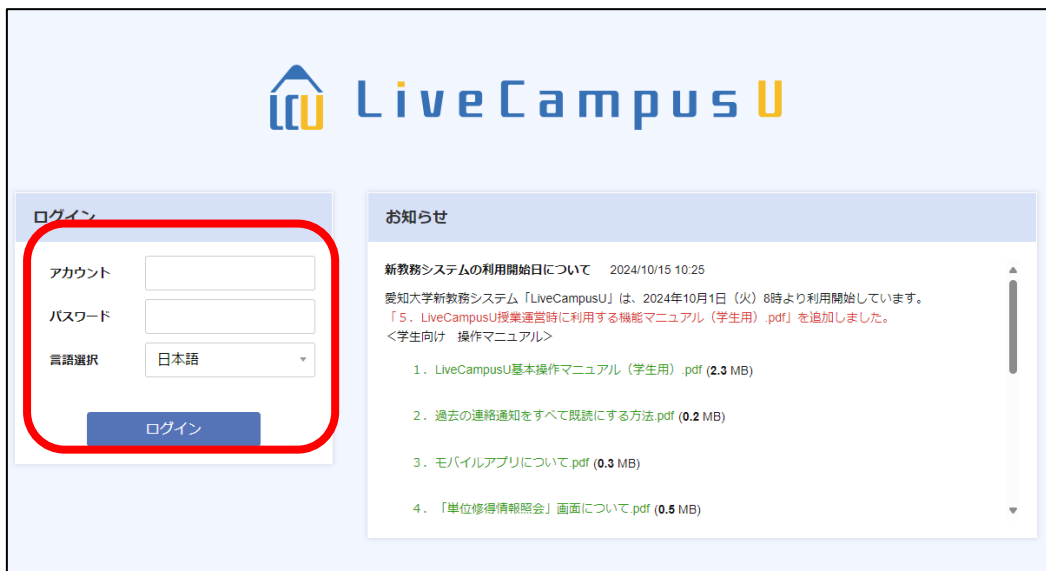 LCU LiveCampusU
ログイン
アカウント
パスワード
言語選択 日本語
ログイン
お知らせ
新教務システムの利用開始日について 2024/10/15 10:25
愛知大学新教務システム「LiveCampusU」は、2024年10月1日（火）8時より利用開始しています。
「５．LiveCampusU授業運営時に利用する機能マニュアル（学生用）.pdf」を追加しました。
＜学生向け　操作マニュアル＞
１．LiveCampusU基本操作マニュアル（学生用）.pdf (2.3 MB)
２．過去の連絡通知をすべて既読にする方法.pdf (0.2 MB)
３．モバイルアプリについて.pdf (0.3 MB)
４．「単位修得情報照会」画面について.pdf (0.5 MB)